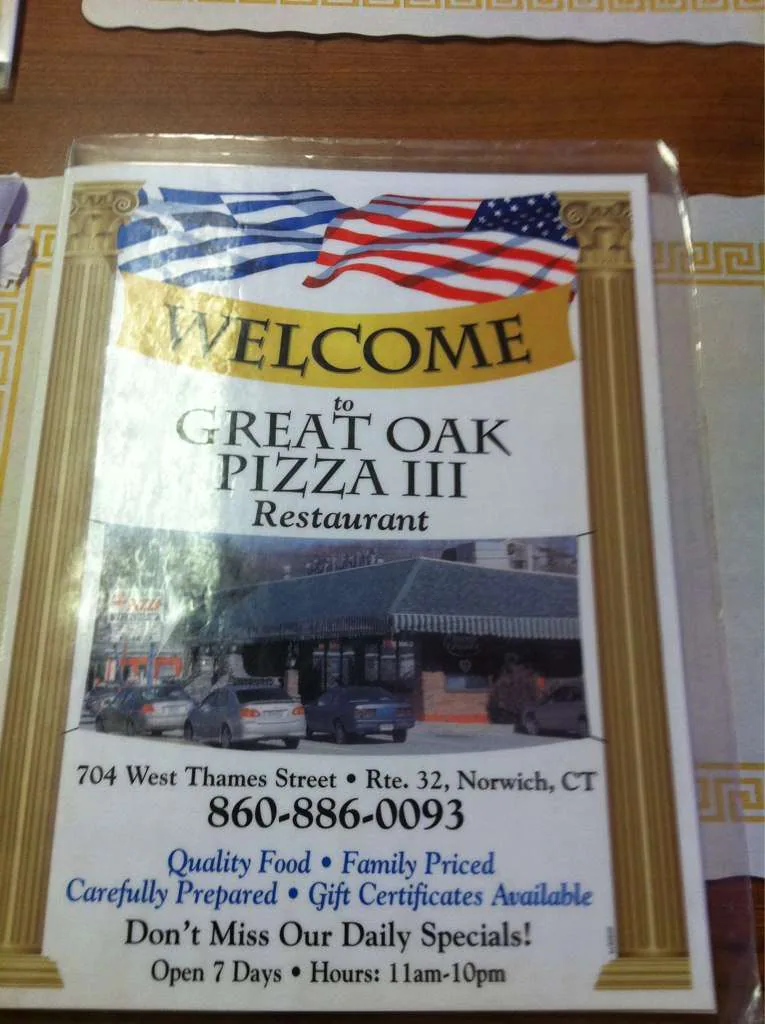 WELCOME
to
GREAT OAK
PIZZA III
Restaurant
PIZZA
704 West Thames Street • Rte. 32, Norwich, CT
860-886-0093
Quality Food • Family Priced
Carefully Prepared • Gift Certificates Available
Don't Miss Our Daily Specials!
Open 7 Days • Hours: 11am-10pm